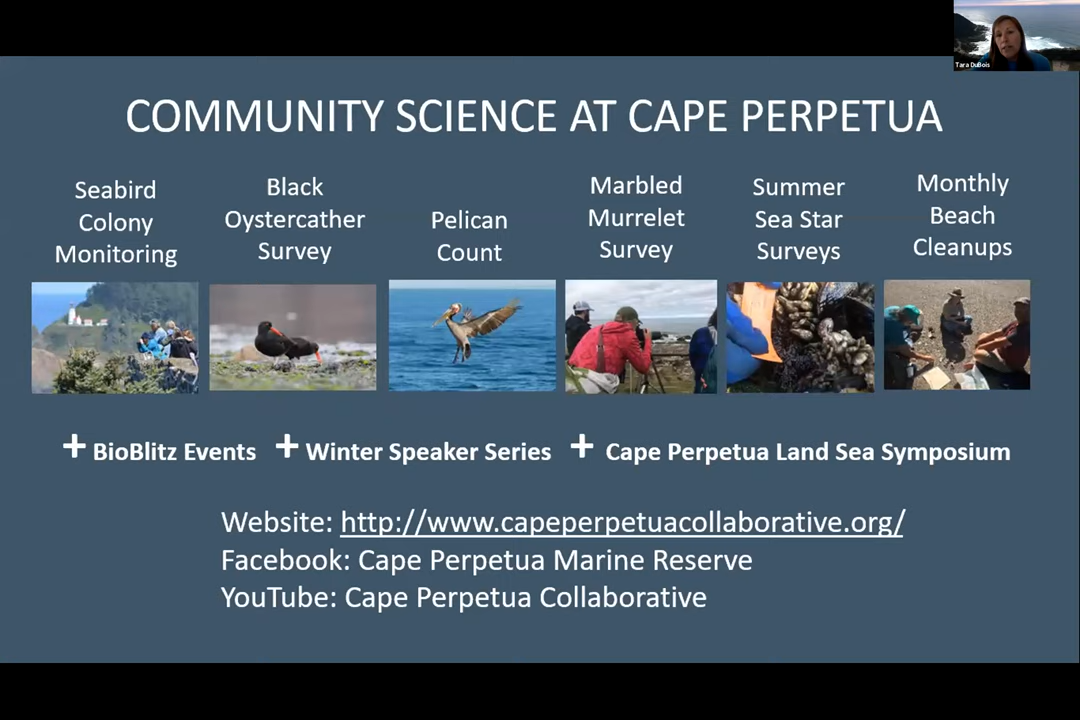 Tara DuBois
COMMUNITY SCIENCE AT CAPE PERPETUA
Seabird
Colony
Monitoring
Black
Oystercather
Survey
Pelican
Count
Marbled
Murrelet
Survey
Summer
Sea Star
Surveys
Monthly
Beach
Cleanups
+ BioBlitz Events + Winter Speaker Series + Cape Perpetua Land Sea Symposium
Website: http://www.capeperpetuacollaborative.org/
Facebook: Cape Perpetua Marine Reserve
YouTube: Cape Perpetua Collaborative